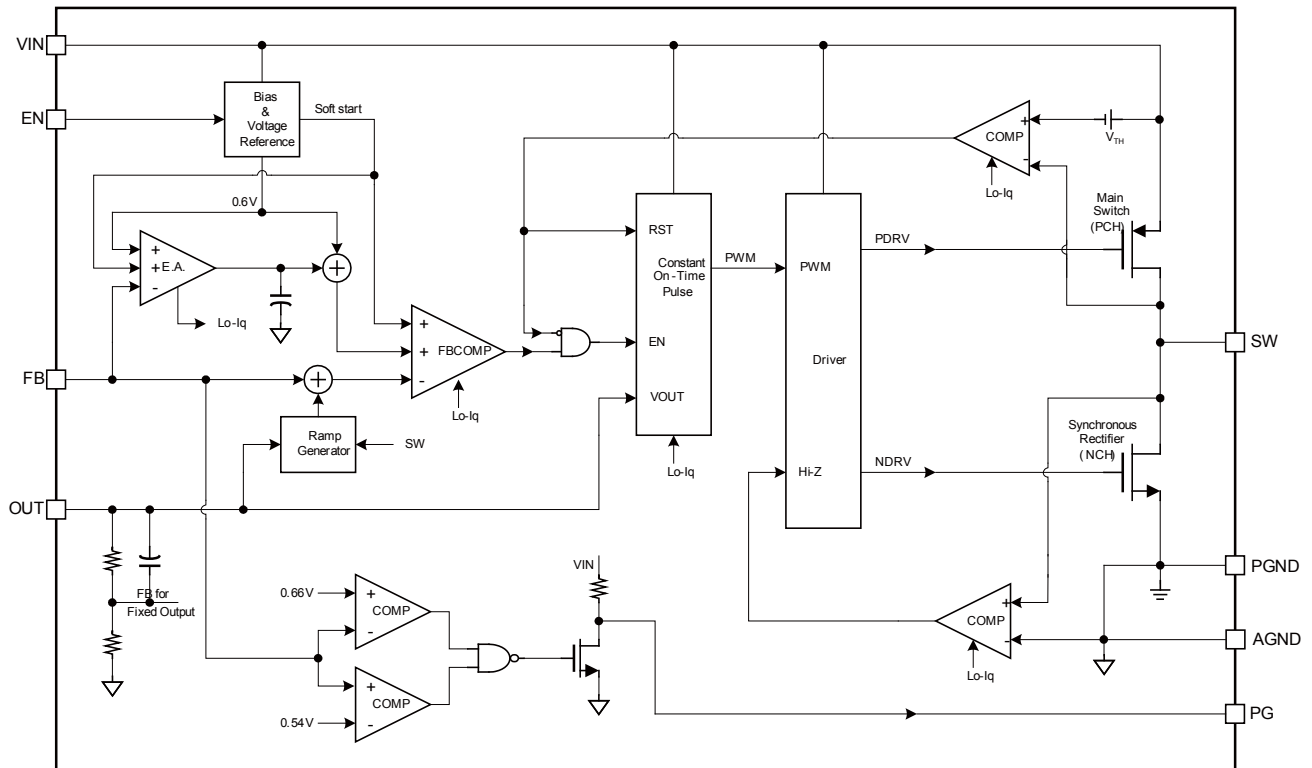 VIN
EN
Bias
&
Voltage
Reference
Soft start
+
COMP
-
VTH
Lo-Iq
0.6V
Main
Switch
(PCH)
+
+ E.A.
-
+
Lo-Iq
RST
Constant
On-Time
Pulse
EN
VOUT
PWM
PWM
Driver
Hi-Z
PDRV
NDRV
+
+ FBCOMP
-
Lo-Iq
SW
FB
+
Ramp
Generator
SW
Lo-Iq
Synchronous
Rectifier
(NCH)
OUT
FB for
Fixed Output
VIN
PGND
0.66V
+
COMP
-
+
COMP
-
Lo-Iq
AGND
+
COMP
-
0.54V
PG